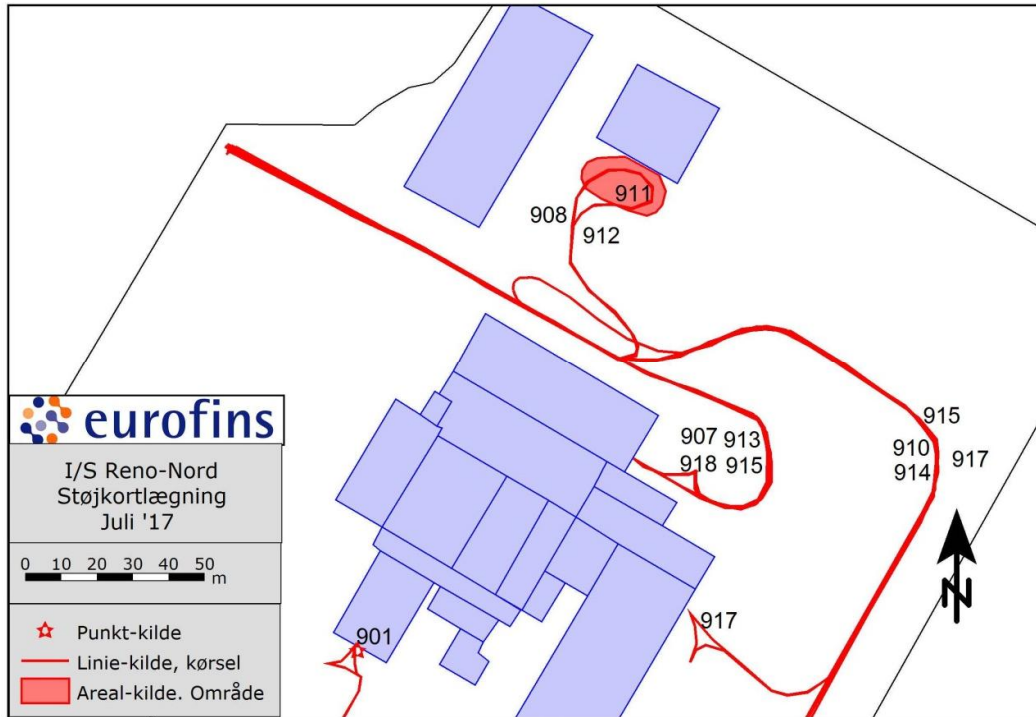 911
908
912
915
907 913
910
917
918 915
914
eurofins
I/S Reno-Nord
Støjkortlægning
Juli '17
0 10 20 30 40 50
m
N
917
901
Punkt-kilde
Linie-kilde, kørsel
Areal-kilde. Område